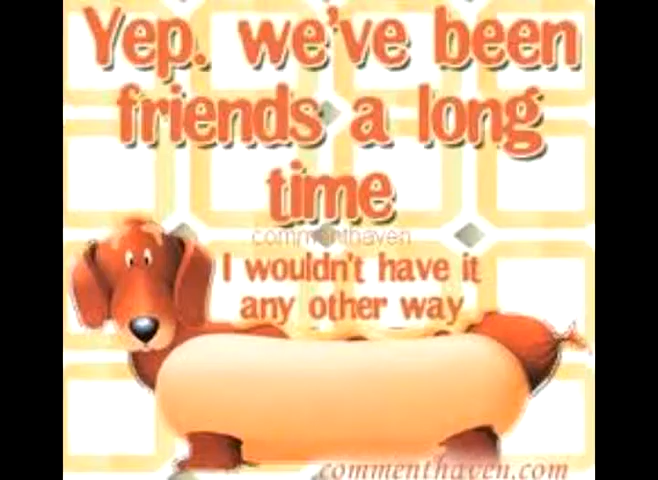 Yep. we've been
friends a long
time
commenthaven
I wouldn't have it
any other way
commenthaven.com